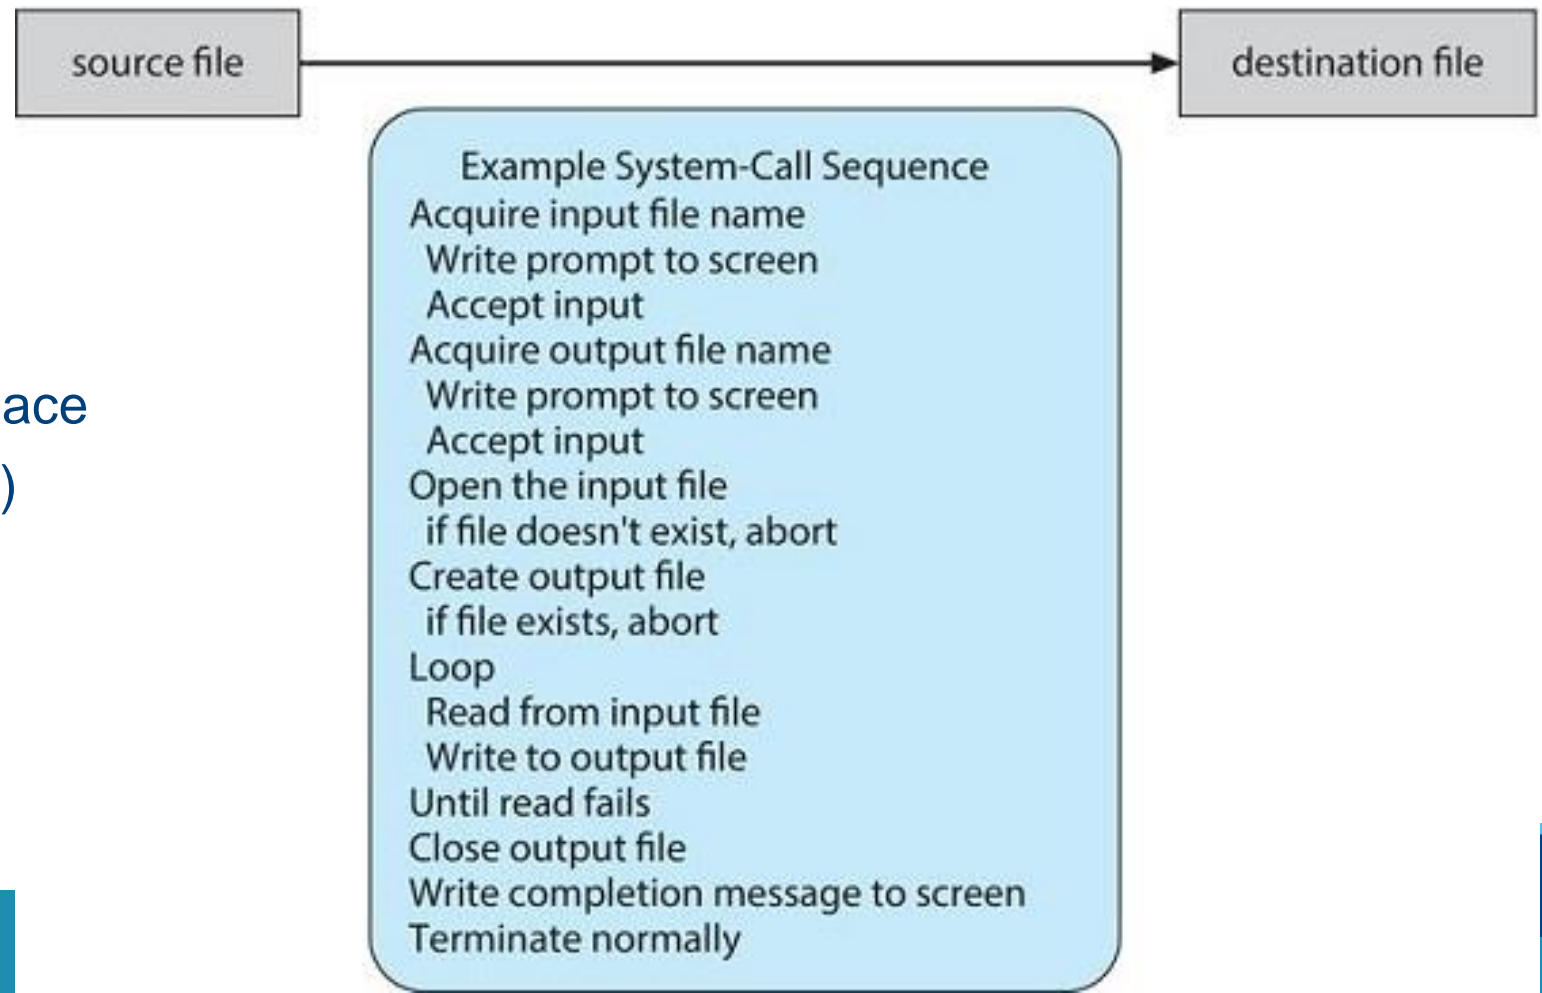 source file
destination file
Example System-Call Sequence
Acquire input file name
Write prompt to screen
Accept input
Acquire output file name
Write prompt to screen
Accept input
Open the input file
if file doesn't exist, abort
Create output file
if file exists, abort
Loop
Read from input file
Write to output file
Until read fails
Close output file
Write completion message to screen
Terminate normally
ace
)